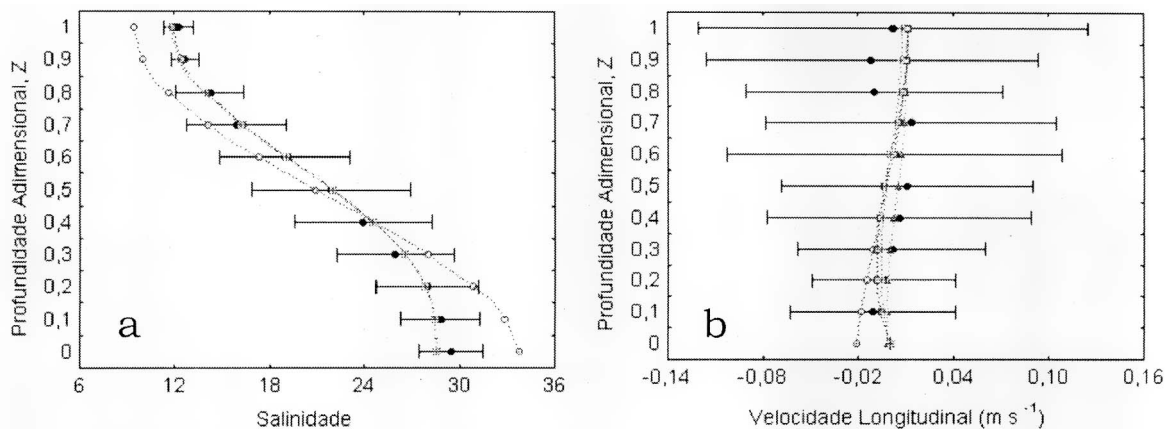 Profundidade Adimensional, Z
1
0,9
0,8
0,7
0,6
0,5
0,4
0,3
0,2
0,1
0
a
6 12 18 24 30 36
Salinidade
Profundidade Adimensional, Z
1
0,9
0,8
0,7
0,6
0,5
0,4
0,3
0,2
0,1
0
b
-0,14 -0,08 -0,02 0,04 0,10 0,16
Velocidade Longitudinal (m s⁻¹)